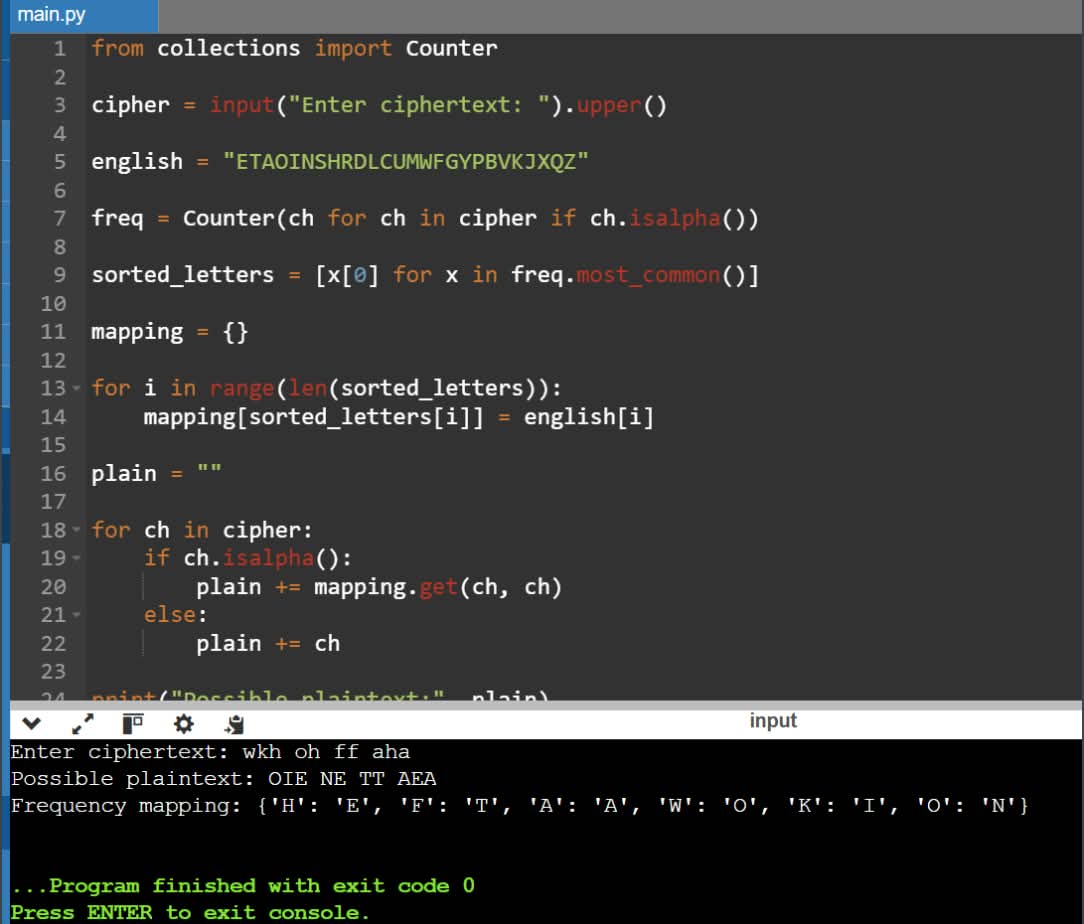 main.py
1 from collections import Counter
2
3 cipher = input("Enter ciphertext: ").upper()
4
5 english = "ETAOINSHRDLCUMWFGYPBVKJXQZ"
6
7 freq = Counter(ch for ch in cipher if ch.isalpha())
8
9 sorted_letters = [x[0] for x in freq.most_common()]
10
11 mapping = {}
12
13 for i in range(len(sorted_letters)):
14     mapping[sorted_letters[i]] = english[i]
15
16 plain = ""
17
18 for ch in cipher:
19     if ch.isalpha():
20         plain += mapping.get(ch, ch)
21     else:
22         plain += ch
23
24 print("Possible plaintext:", plain)
input
Enter ciphertext: wkh oh ff aha
Possible plaintext: OIE NE TT AEA
Frequency mapping: {'H': 'E', 'F': 'T', 'A': 'A', 'W': 'O', 'K': 'I', 'O': 'N'}
...Program finished with exit code 0
Press ENTER to exit console.